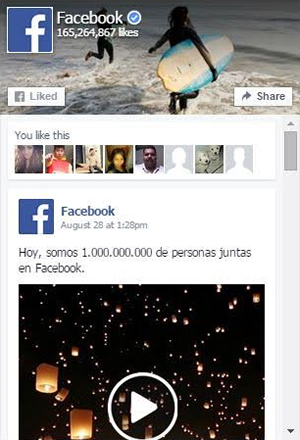 Facebook
165,264,867 likes
Liked
Share
You like this
Facebook
August 28 at 1:28pm
Hoy, somos 1.000.000.000 de personas juntas
en Facebook.